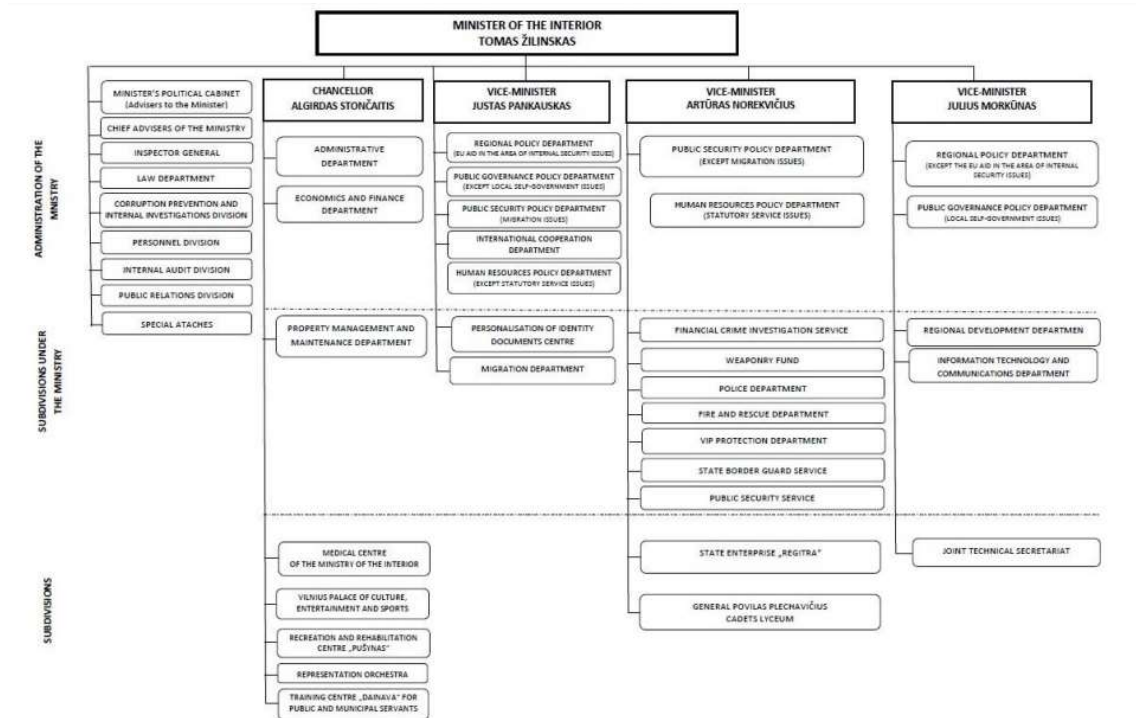 MINISTER OF THE INTERIOR
TOMAS ŽILINSKAS
MINISTER'S POLITICAL CABINET
(Advisers to the Minister)
CHIEF ADVISERS OF THE MINISTRY
INSPECTOR GENERAL
LAW DEPARTMENT
CORRUPTION PREVENTION AND
INTERNAL INVESTIGATIONS DIVISION
PERSONNEL DIVISION
INTERNAL AUDIT DIVISION
PUBLIC RELATIONS DIVISION
SPECIAL ATACHES
CHANCELLOR
ALGIRDAS STONČAITIS
ADMINISTRATIVE
DEPARTMENT
ECONOMICS AND FINANCE
DEPARTMENT
PROPERTY MANAGEMENT AND
MAINTENANCE DEPARTMENT
MEDICAL CENTRE
OF THE MINISTRY OF THE INTERIOR
VILNIUS PALACE OF CULTURE,
ENTERTAINMENT AND SPORTS
RECREATION AND REHABILITATION
CENTRE „PUŠYNAS"
REPRESENTATION ORCHESTRA
TRAINING CENTRE „DAINAVA" FOR
PUBLIC AND MUNICIPAL SERVANTS
VICE-MINISTER
JUSTAS PANKAUSKAS
REGIONAL POLICY DEPARTMENT
(EU AID IN THE AREA OF INTERNAL SECURITY ISSUES)
PUBLIC GOVERNANCE POLICY DEPARTMENT
(EXCEPT LOCAL SELF-GOVERNMENT ISSUES)
PUBLIC SECURITY POLICY DEPARTMENT
(MIGRATION ISSUES)
INTERNATIONAL COOPERATION
DEPARTMENT
HUMAN RESOURCES POLICY DEPARTMENT
(EXCEPT STATUTORY SERVICE ISSUES)
PERSONALISATION OF IDENTITY
DOCUMENTS CENTRE
MIGRATION DEPARTMENT
VICE-MINISTER
ARTŪRAS NOREKVIČIUS
PUBLIC SECURITY POLICY DEPARTMENT
(EXCEPT MIGRATION ISSUES)
HUMAN RESOURCES POLICY DEPARTMENT
(STATUTORY SERVICE ISSUES)
FINANCIAL CRIME INVESTIGATION SERVICE
WEAPONRY FUND
POLICE DEPARTMENT
FIRE AND RESCUE DEPARTMENT
VIP PROTECTION DEPARTMENT
STATE BORDER GUARD SERVICE
PUBLIC SECURITY SERVICE
STATE ENTERPRISE „REGITRA"
GENERAL POVILAS PLECHAVIČIUS
CADETS LYCEUM
VICE-MINISTER
JULIUS MORKŪNAS
REGIONAL POLICY DEPARTMENT
(EXCEPT THE EU AID IN THE AREA OF INTERNAL
SECURITY ISSUES)
PUBLIC GOVERNANCE POLICY DEPARTMENT
(LOCAL SELF-GOVERNMENT ISSUES)
REGIONAL DEVELOPMENT DEPARTMEN
INFORMATION TECHNOLOGY AND
COMMUNICATIONS DEPARTMENT
JOINT TECHNICAL SECRETARIAT
ADMINISTRATION OF THE
MNISTRY
SUBDIVISIONS UNDER
THE MINISTRY
SUBDIVISIONS